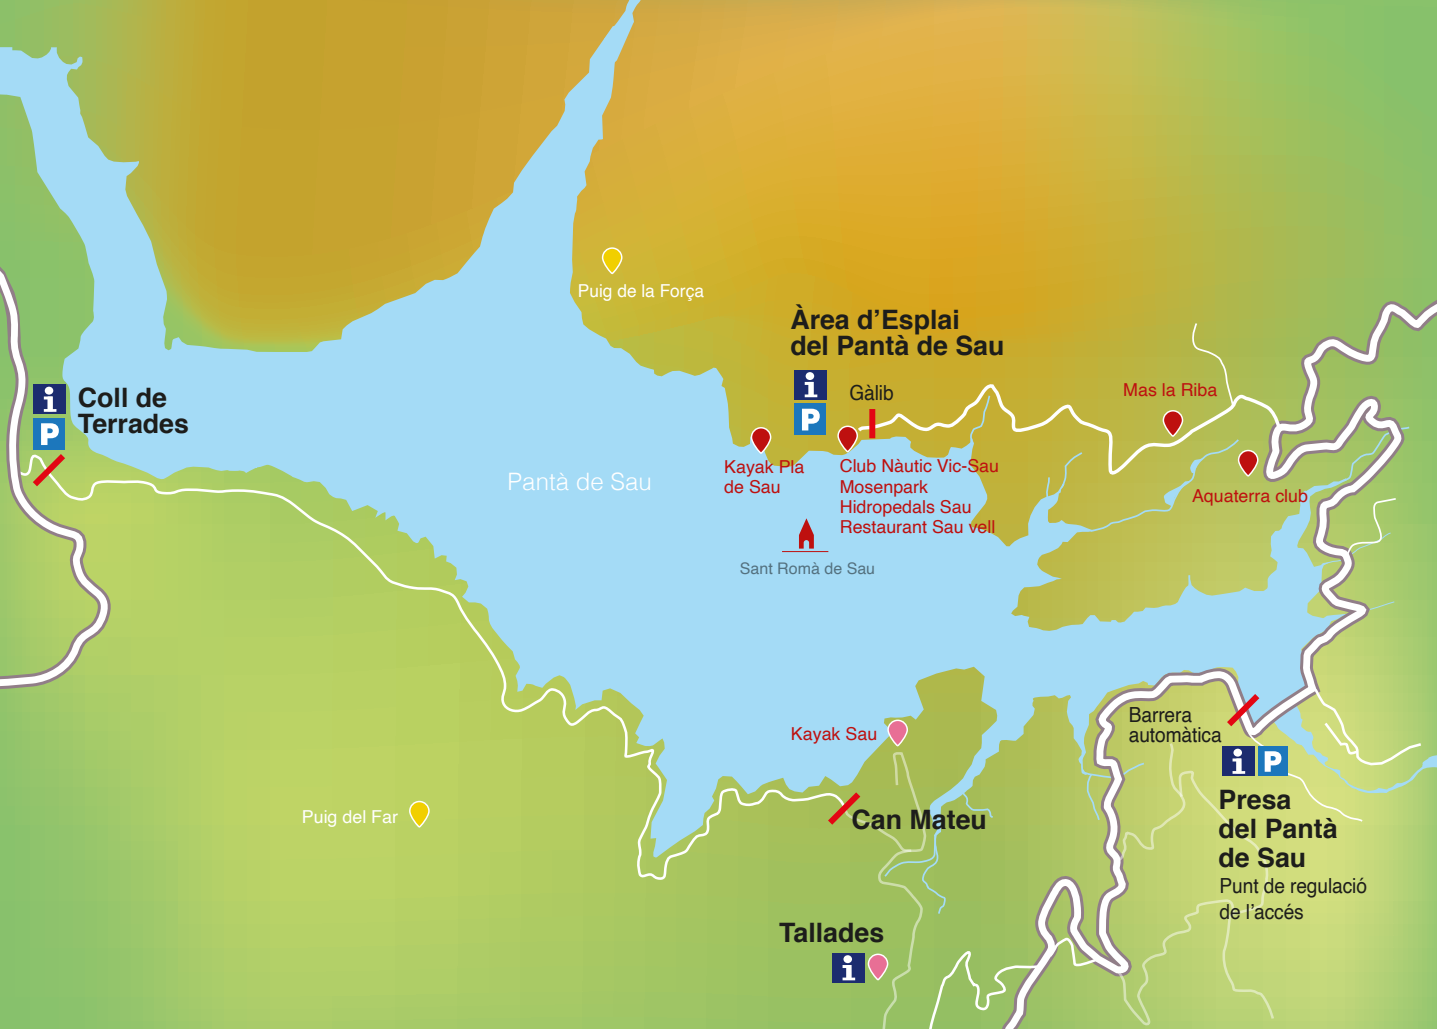 Puig de la Força
Àrea d'Esplai
del Pantà de Sau
i
P
Gàlib
Mas la Riba
i
P
Coll de
Terrades
Pantà de Sau
Kayak Pla
de Sau
Club Nàutic Vic-Sau
Mosenpark
Hidropedals Sau
Restaurant Sau vell
Aquaterra club
Sant Romà de Sau
Kayak Sau
Barrera
automàtica
i P
Presa
del Pantà
de Sau
Punt de regulació
de l'accés
Puig del Far
Can Mateu
Tallades
i